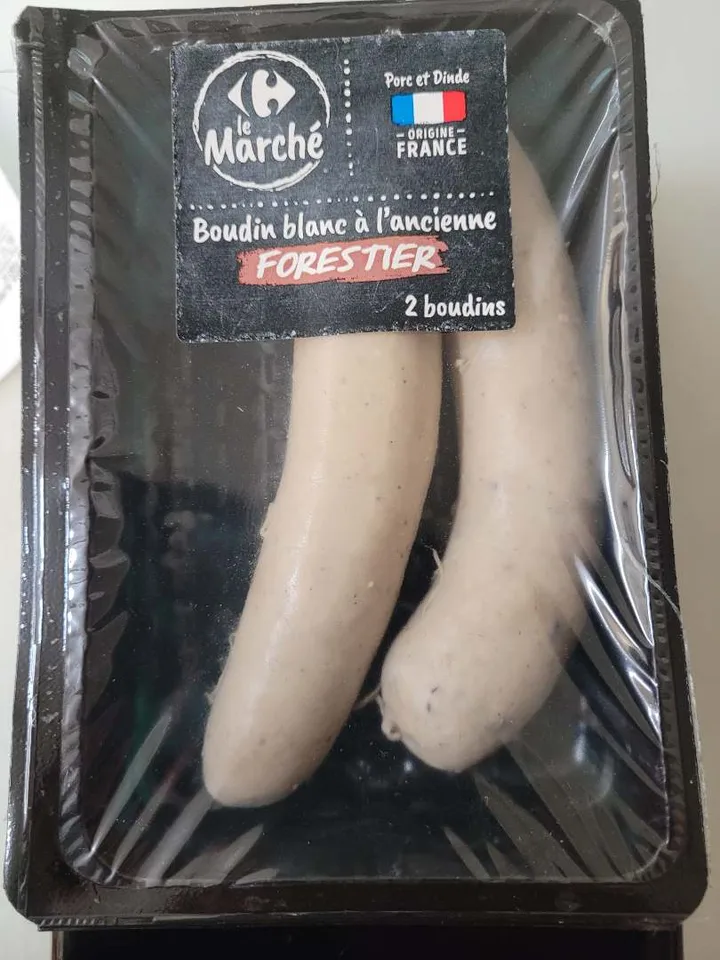 le
Marché
Porc et Dinde
- ORIGINE -
FRANCE
Boudin blanc à l'ancienne
FORESTIER
2 boudins